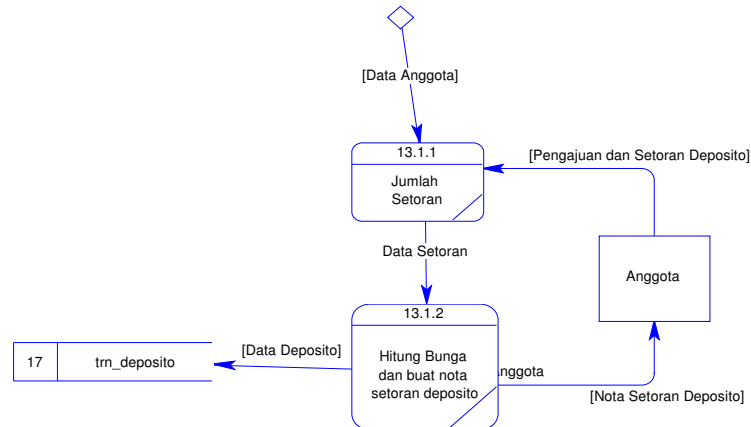 [Data Anggota]
13.1.1
Jumlah
Setoran
[Pengajuan dan Setoran Deposito]
Data Setoran
Anggota
13.1.2
Hitung Bunga
dan buat nota
setoran deposito
[Data Deposito]
17 trn_deposito
nggota
[Nota Setoran Deposito]